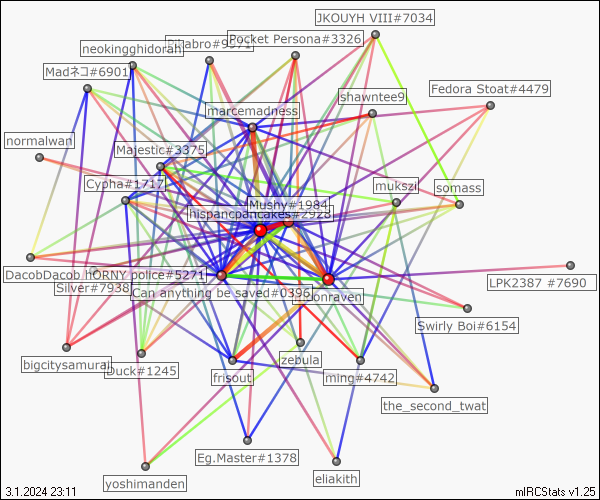 JKOUYH VIII#7034
Pocket Persona#3326
neokingghidorah
Madネコ#6901
Fedora Stoat#4479
shawntee9
marcemadness
normalwan
Majestic#3375
Cypha#1717
mukszi
somass
Mushy#1984
hispancpancakes#2928
DacobDacob
HORNY police#5271
LPK2387 #7690
Silver#7938
Can anything be saved#0396
Swirly Boi#6154
zebula
bigcitysamurai
Duck#1245
frisout
ming#4742
the_second_twat
Eg.Master#1378
eliakith
yoshimanden
3.1.2024 23:11
mIRCStats v1.25